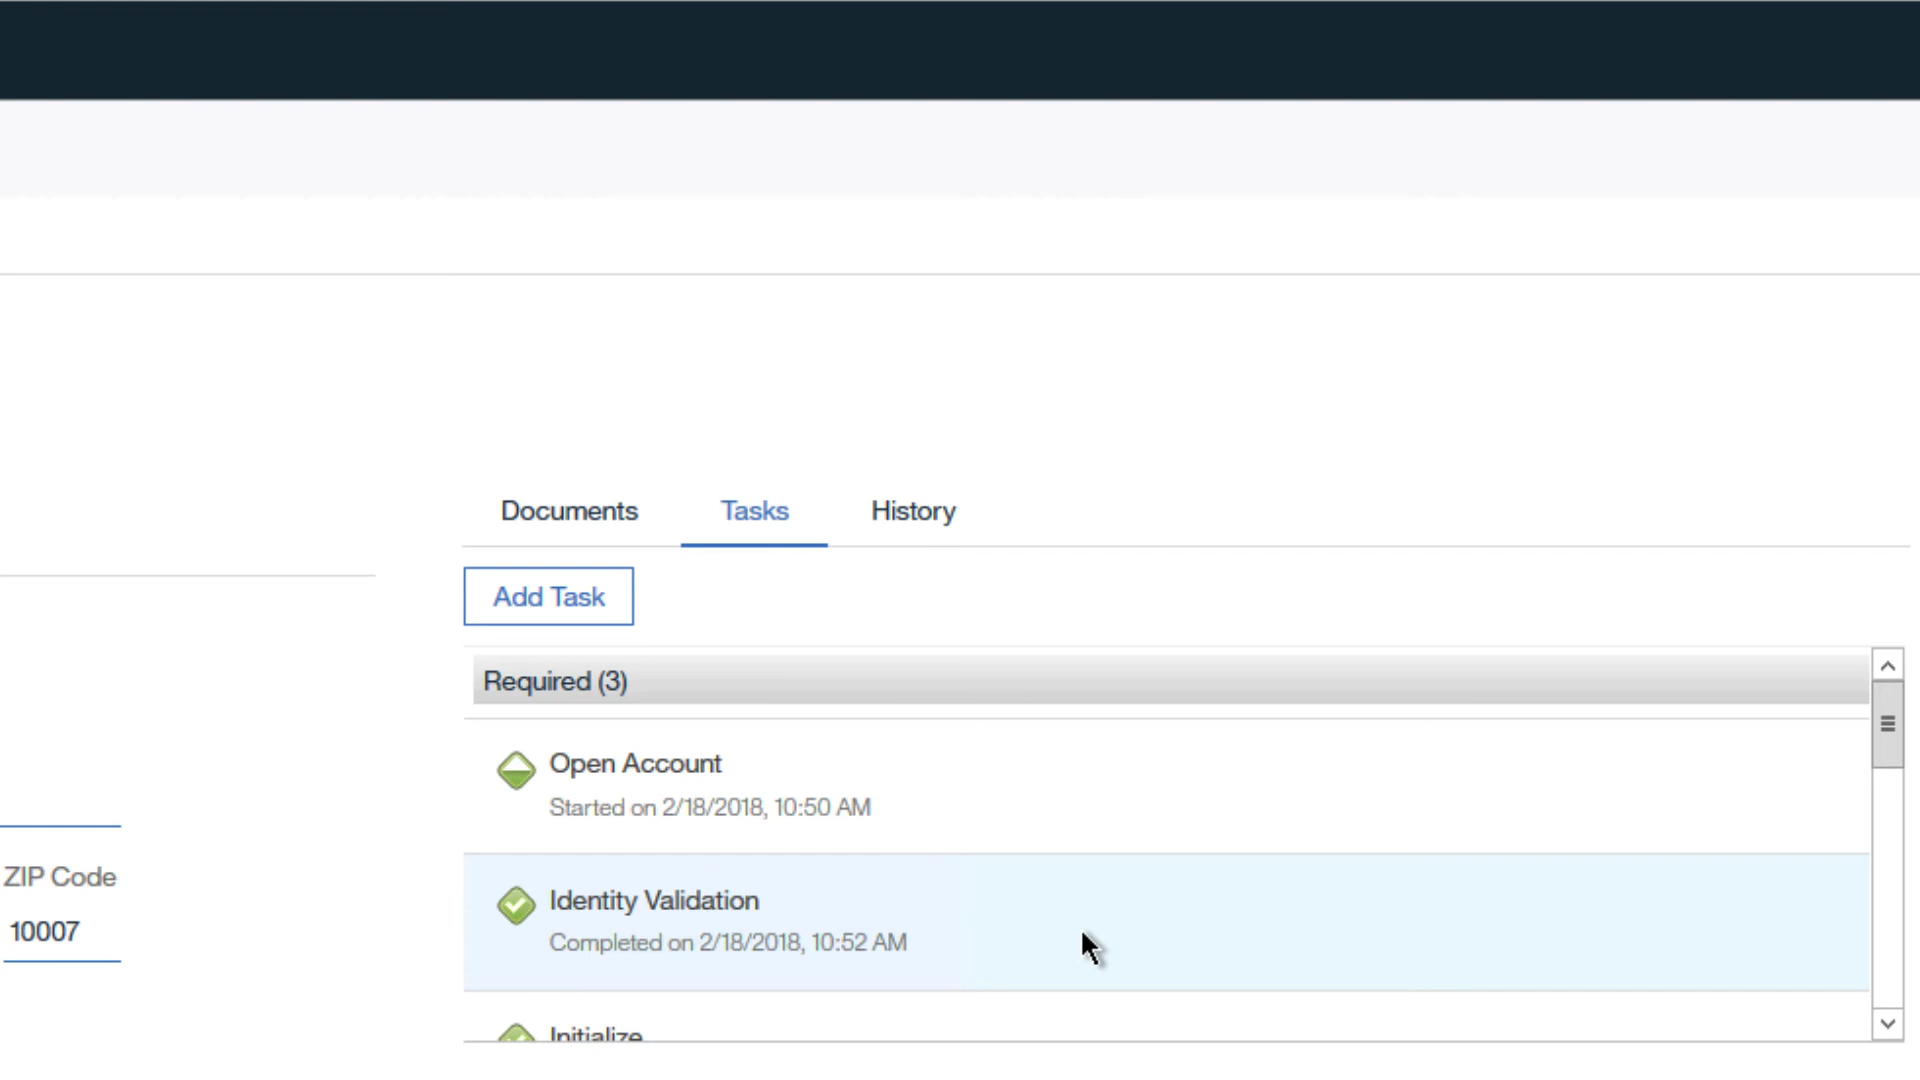 Documents
Tasks
History
Add Task
Required (3)
Open Account
Started on 2/18/2018, 10:50 AM
ZIP Code
10007
Identity Validation
Completed on 2/18/2018, 10:52 AM
Initialize